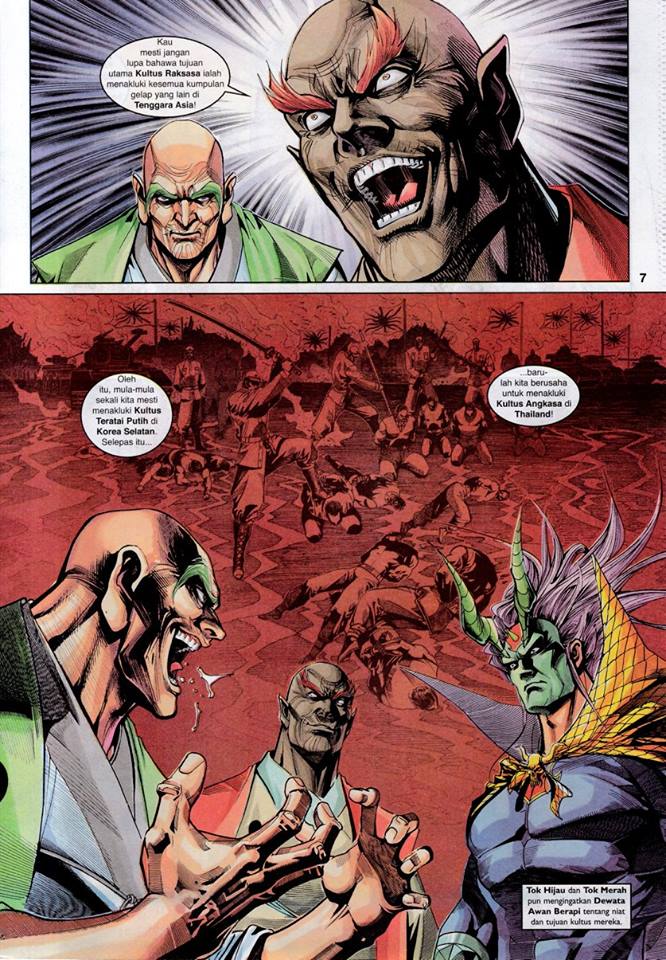 Kau
mesti jangan
lupa bahawa tujuan
utama Kultus Raksasa ialah
menakluki kesemua kumpulan
gelap yang lain di
Tenggara Asia!
7
Oleh
itu, mula-mula
sekali kita mesti
menakluki Kultus
Teratai Putih di
Korea Selatan.
Selepas itu...
...baru-
lah kita berusaha
untuk menakluki
Kultus Angkasa di
Thailand!
Tok Hijau dan Tok Merah
pun mengingatkan Dewata
Awan Berapi tentang niat
dan tujuan kultus mereka.